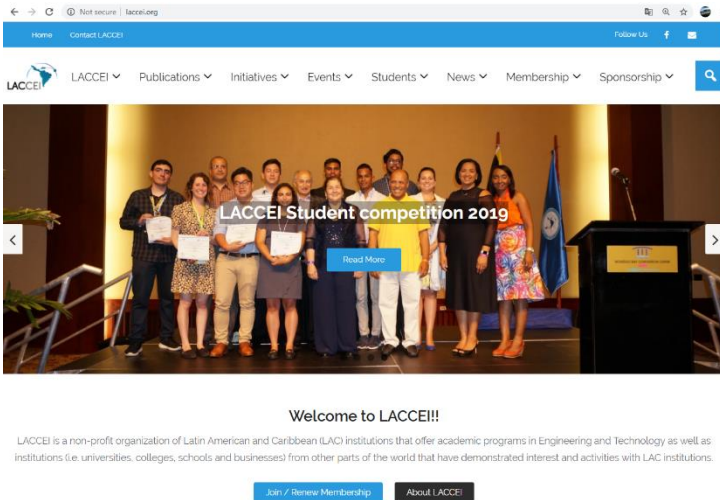 Not secure | laccei.org
Home Contact LACCEI Follow Us
LACCEI LACCEI Publications Initiatives Events Students News Membership Sponsorship
LACCEI Student competition 2019
Read More
Welcome to LACCEI!!
LACCEI is a non-profit organization of Latin American and Caribbean (LAC) institutions that offer academic programs in Engineering and Technology as well as
institutions (i.e. universities, colleges, schools and businesses) from other parts of the world that have demonstrated interest and activities with LAC institutions.
Join / Renew Membership About LACCEI